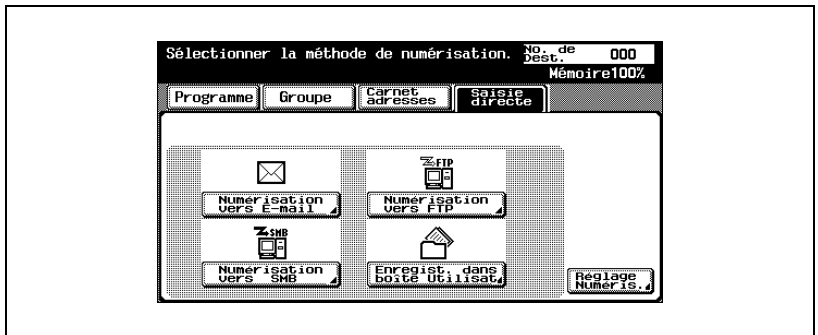 Sélectionner la méthode de numérisation.
No. de Dest. 000
Mémoire100%
Programme
Groupe
Carnet
adresses
Saisie
directe
FTP
Numérisation
vers E-mail
Numérisation
vers FTP
SMB
Numérisation
vers SMB
Enregist. dans
boîte Utilisat.
Réglage
Numéris.